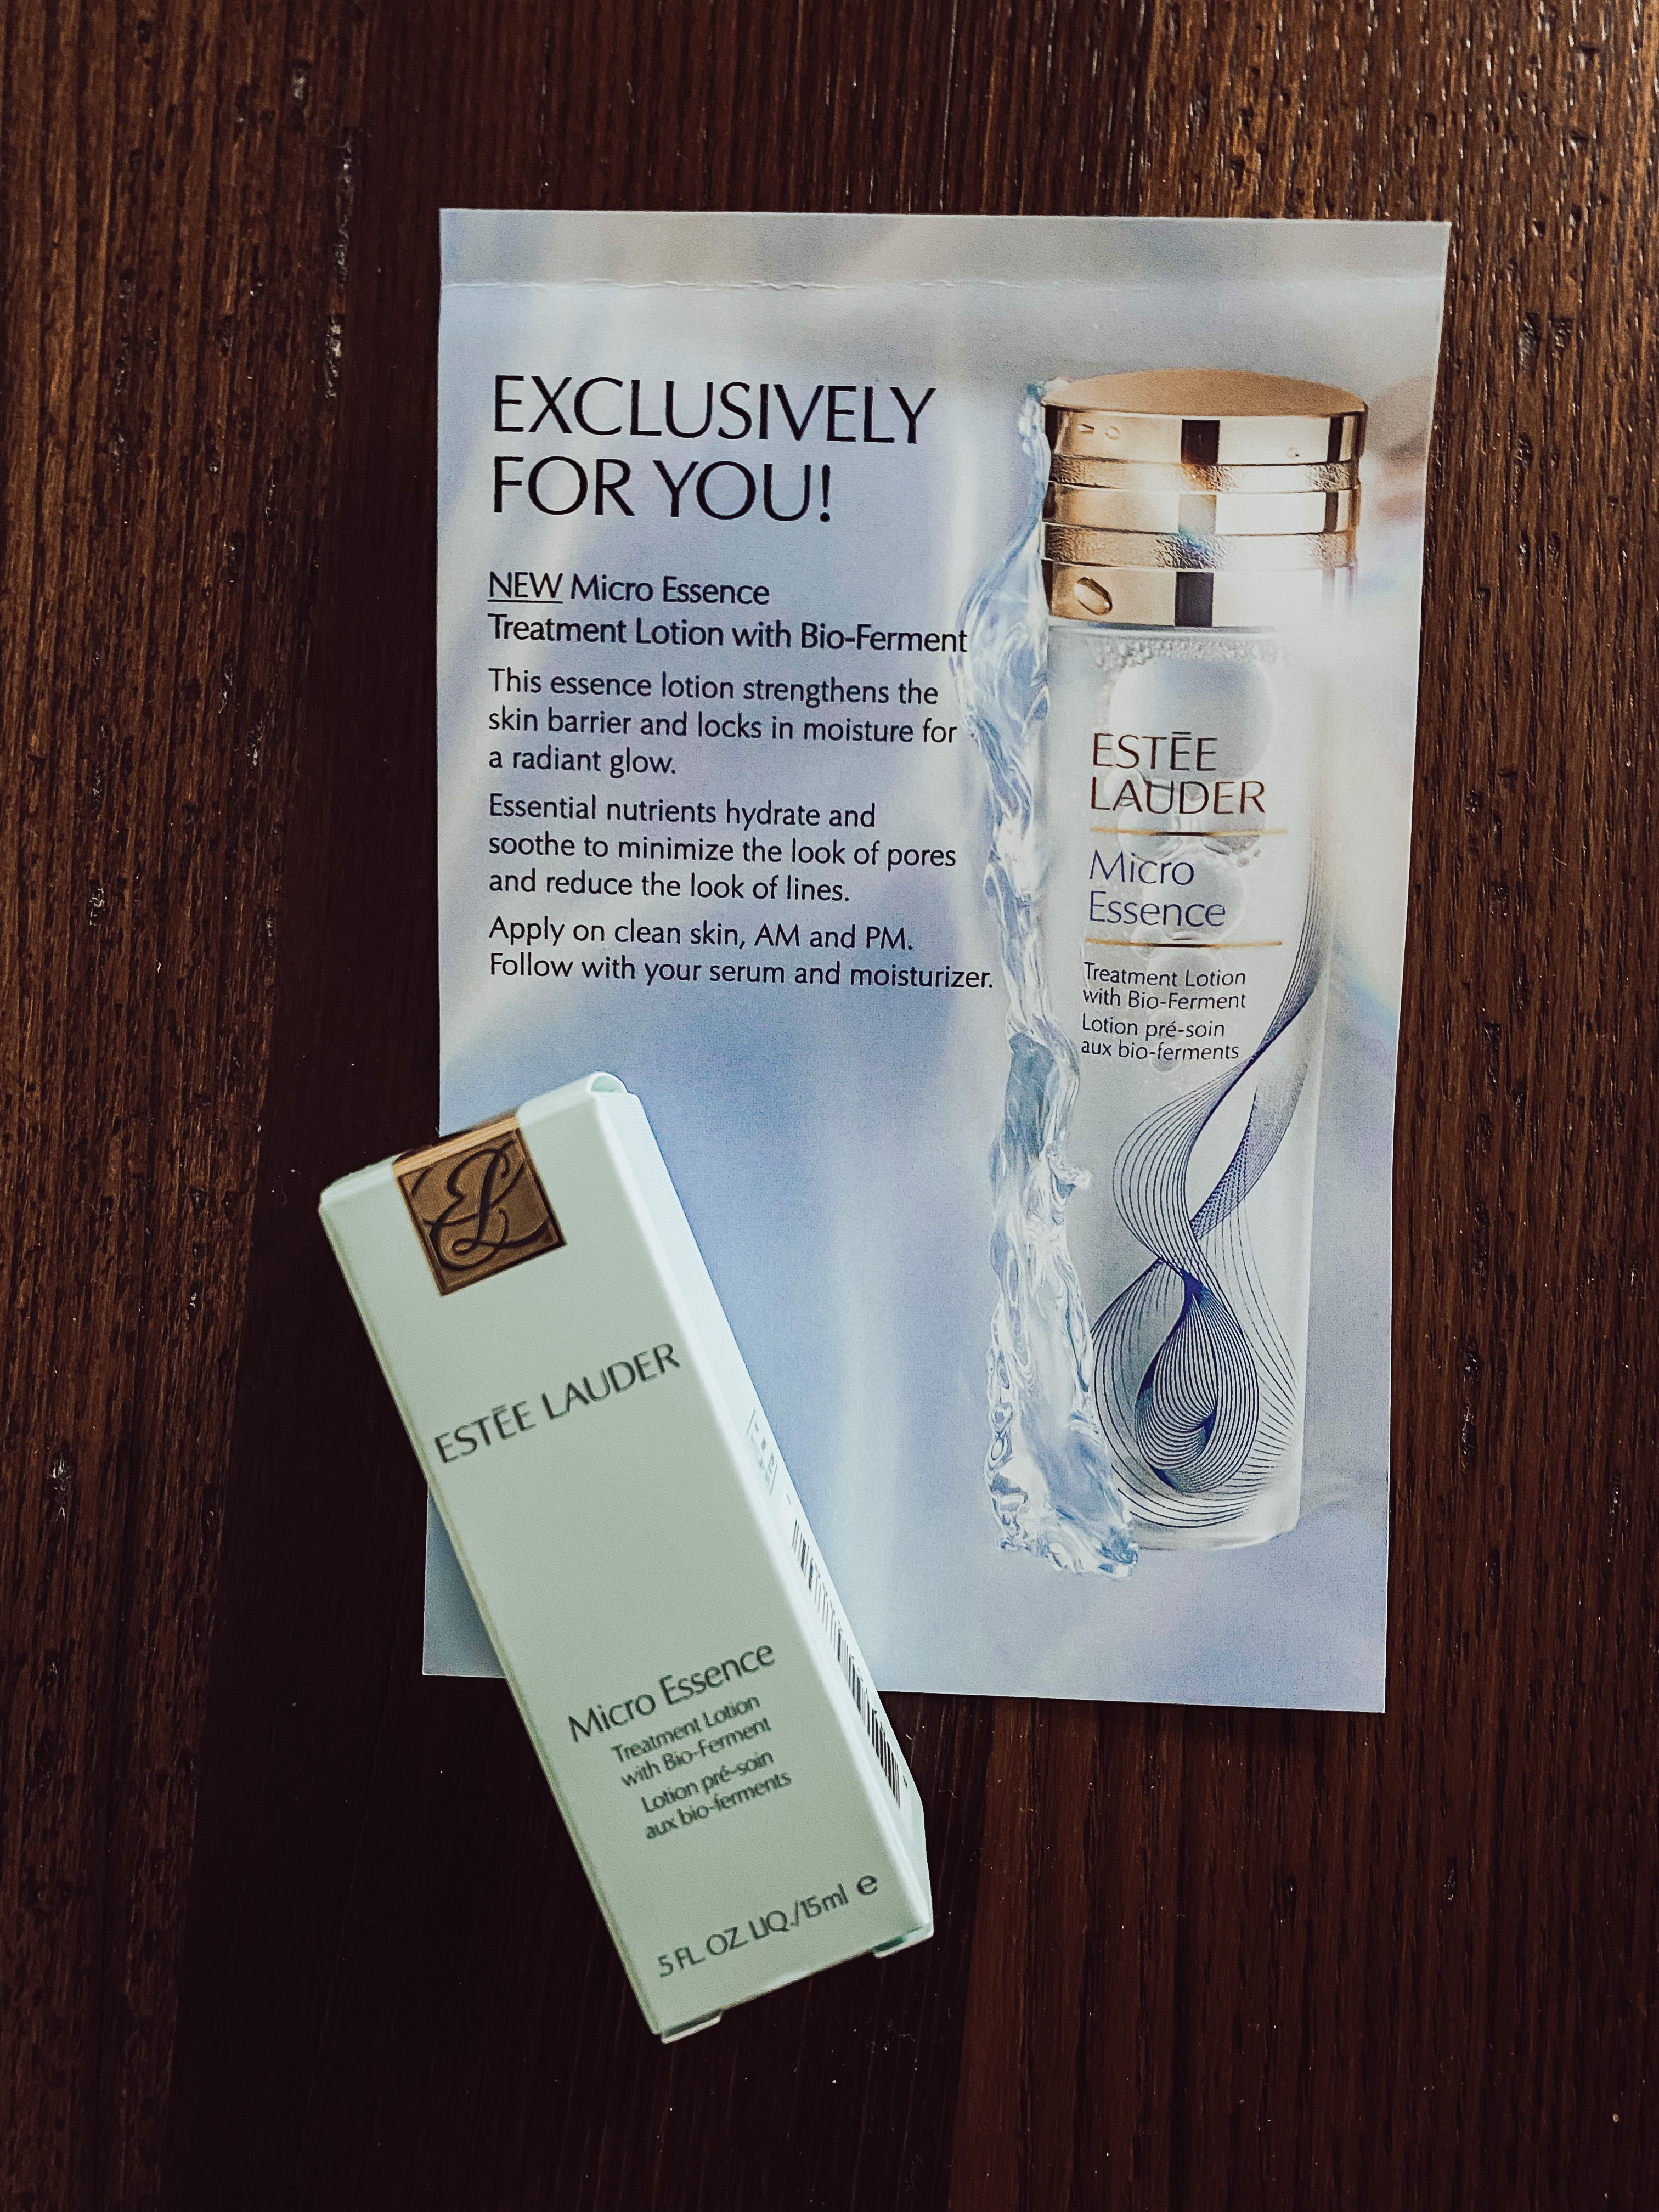 EXCLUSIVELY
FOR YOU!
NEW Micro Essence
Treatment Lotion with Bio-Ferment
This essence lotion strengthens the
skin barrier and locks in moisture for
a radiant glow.
Essential nutrients hydrate and
soothe to minimize the look of pores
and reduce the look of lines.
Apply on clean skin, AM and PM.
Follow with your serum and moisturizer.
ESTĒE
LAUDER
Micro
Essence
Treatment Lotion
with Bio-Ferment
Lotion pré-soin
aux bio-ferments
EL
ESTĒE LAUDER
Micro Essence
Treatment Lotion
with Bio-Ferment
Lotion pré-soin
aux bio-ferments
.5 FL. OZ. LIQ./15ml e